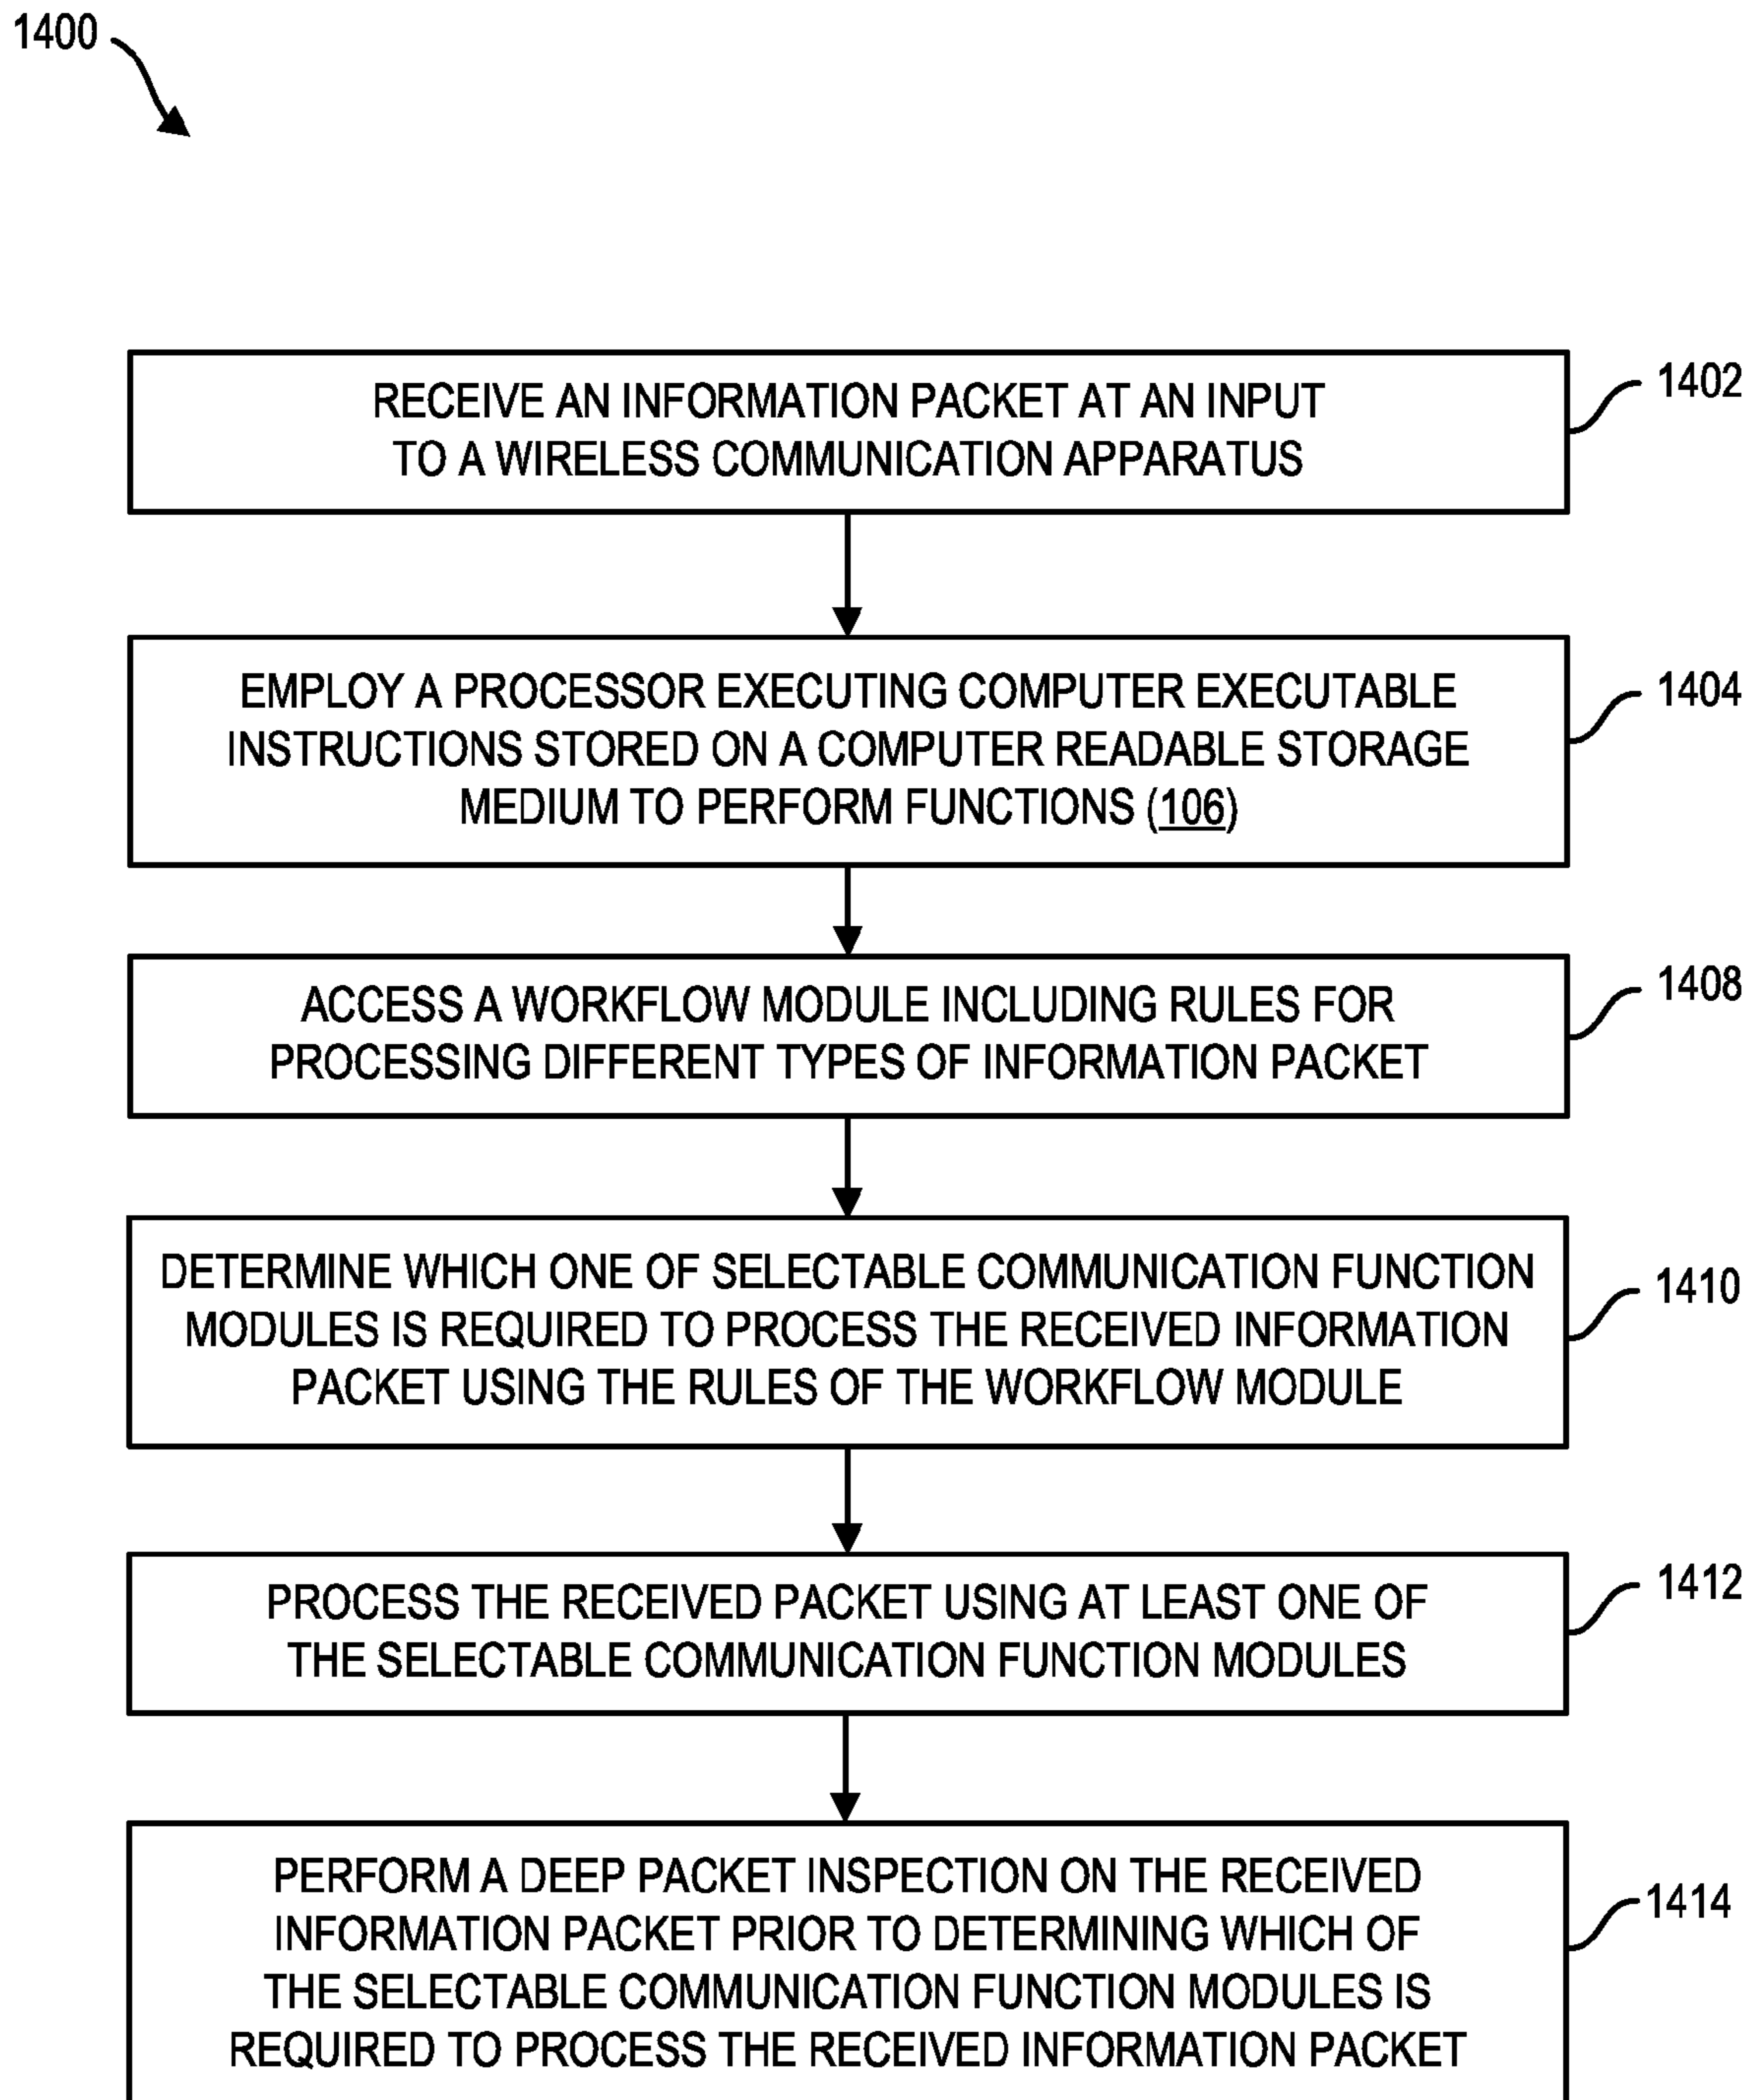 1400
RECEIVE AN INFORMATION PACKET AT AN INPUT
TO A WIRELESS COMMUNICATION APPARATUS
1402
EMPLOY A PROCESSOR EXECUTING COMPUTER EXECUTABLE
INSTRUCTIONS STORED ON A COMPUTER READABLE STORAGE
MEDIUM TO PERFORM FUNCTIONS (106)
1404
ACCESS A WORKFLOW MODULE INCLUDING RULES FOR
PROCESSING DIFFERENT TYPES OF INFORMATION PACKET
1408
DETERMINE WHICH ONE OF SELECTABLE COMMUNICATION FUNCTION
MODULES IS REQUIRED TO PROCESS THE RECEIVED INFORMATION
PACKET USING THE RULES OF THE WORKFLOW MODULE
1410
PROCESS THE RECEIVED PACKET USING AT LEAST ONE OF
THE SELECTABLE COMMUNICATION FUNCTION MODULES
1412
PERFORM A DEEP PACKET INSPECTION ON THE RECEIVED
INFORMATION PACKET PRIOR TO DETERMINING WHICH OF
THE SELECTABLE COMMUNICATION FUNCTION MODULES IS
REQUIRED TO PROCESS THE RECEIVED INFORMATION PACKET
1414